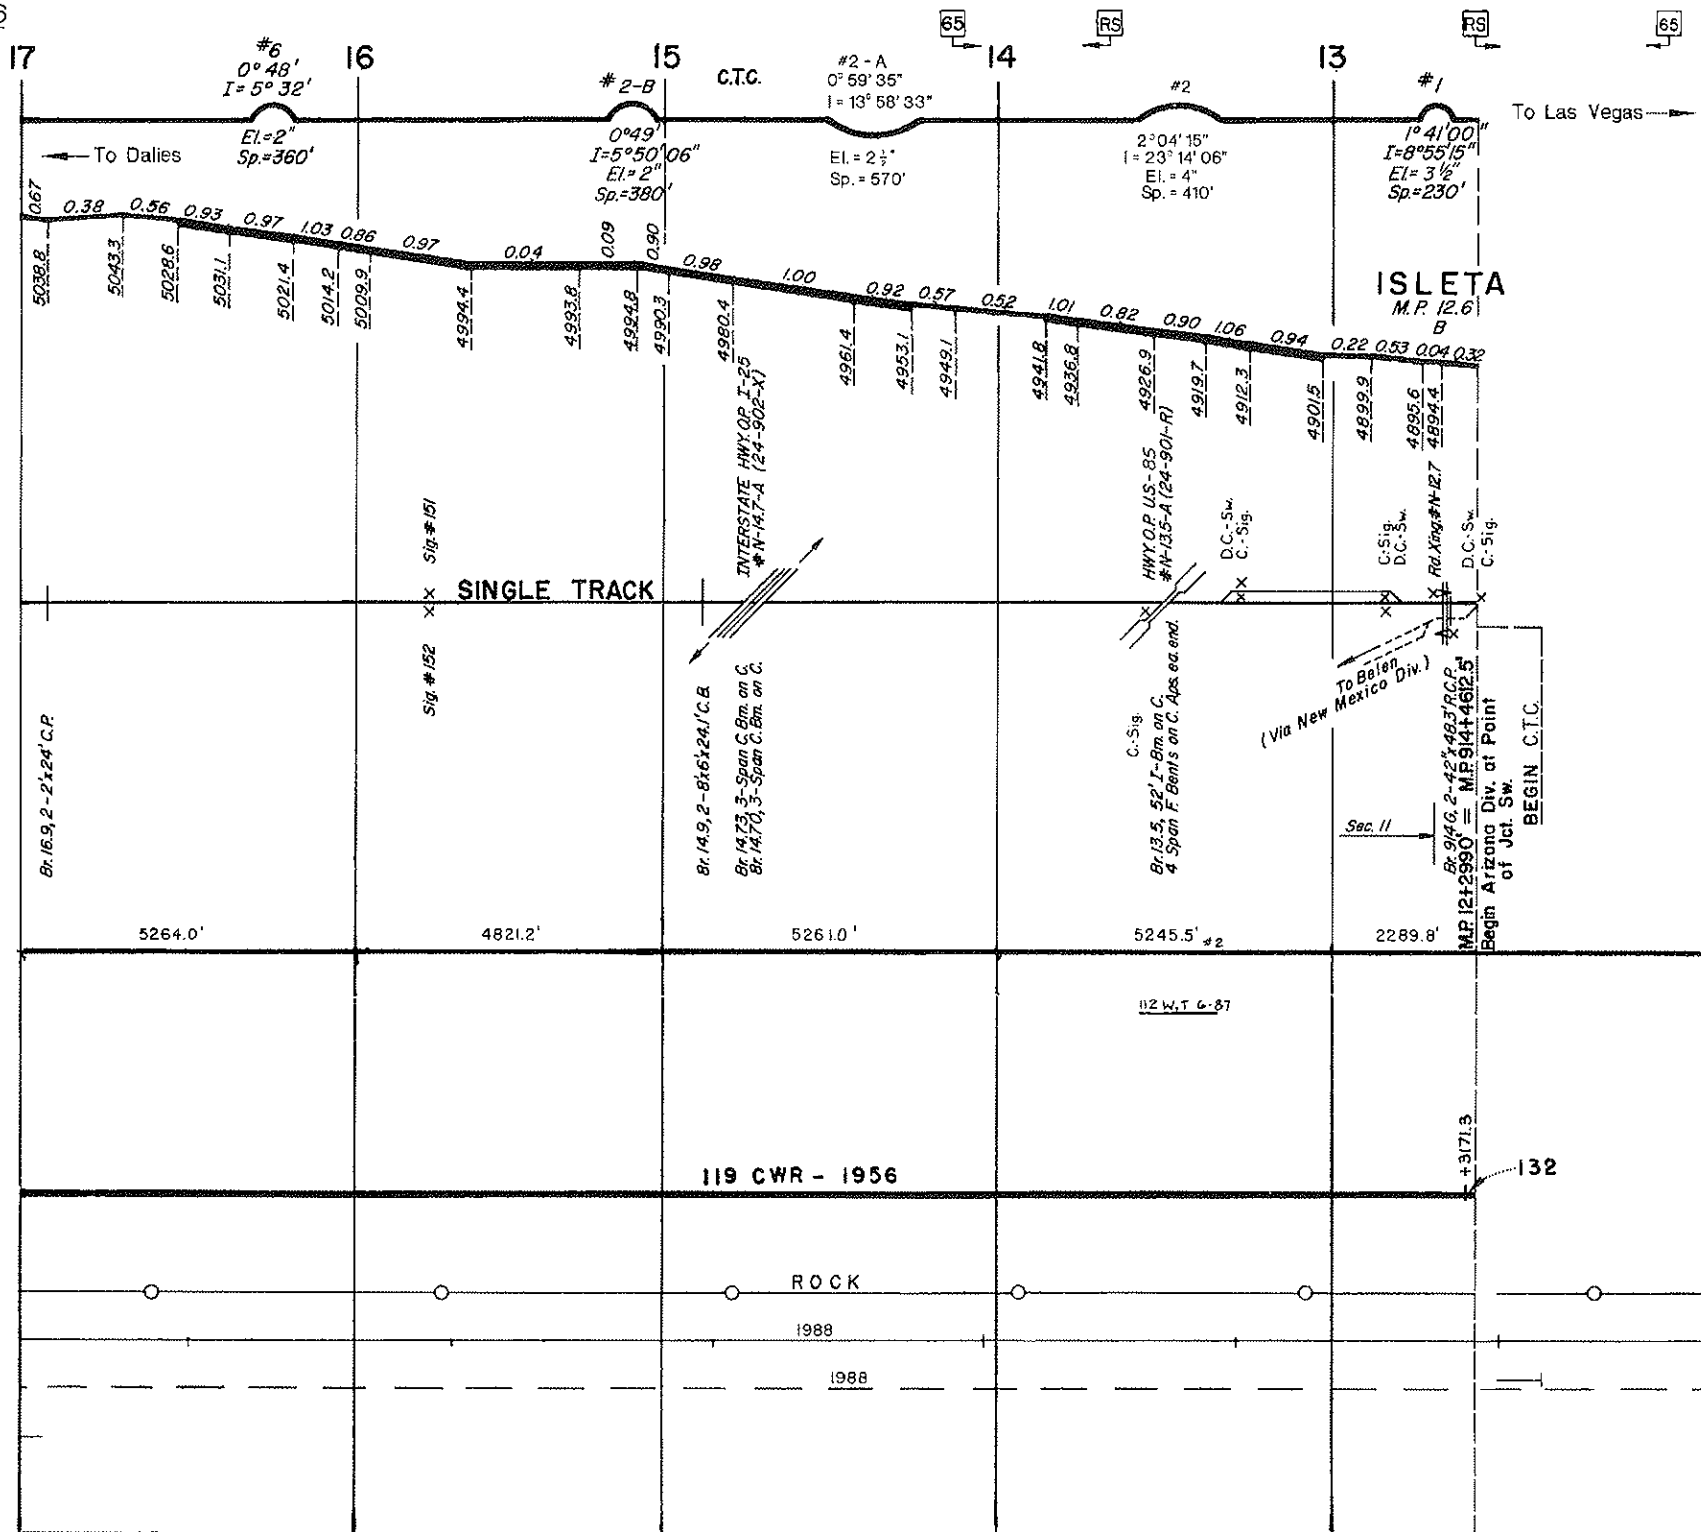 65
RS
RS
65
17
16
15
14
13
C.T.C.
#6
0° 48'
I= 5° 32'
El.=2"
Sp.=360'
#2-B
0°49'
I=5°50'06"
El.=2"
Sp.=380'
#2-A
0° 59' 35"
I = 13° 58' 33"
El. = 2½"
Sp. = 570'
#2
2°04' 15"
I = 23° 14' 06"
El. = 4"
Sp. = 410'
#1
1° 41'00"
I=8°55'15"
El.= 3½"
Sp.=230'
To Dalies
To Las Vegas
0.67
0.38
0.56
0.93
0.97
1.03
0.86
0.97
0.04
0.09
0.90
0.98
1.00
0.92
0.57
0.52
1.01
0.82
0.90
1.06
0.94
0.22
0.53
0.04
0.32
5038.8
5043.3
5028.6
5031.1
5021.4
5014.2
5009.9
4994.4
4993.8
4994.8
4990.3
4980.4
4961.4
4953.1
4949.1
4941.8
4936.8
4926.9
4919.7
4912.3
4901.5
4899.9
4895.6
4894.4
ISLETA
M.P. 12.6
B
Sig.#151
Sig.#152
SINGLE TRACK
INTERSTATE HWY. O.P. I-25
#N-14.7-A (24-902-X)
HWY. O.P. U.S.-85
#N-13.5-A (24-901-R)
D.C.-Sw.
C.-Sig.
C.-Sig.
D.C.-Sw.
Rd.Xing.#N-12.7
D.C.-Sw.
C.-Sig.
C.-Sig.
To Belen
(Via New Mexico Div.)
Br. 16.9, 2-2'x24' C.P.
Br. 14.9, 2-8'x6'x24.1' C.B.
Br. 14.73, 3-Span C.Bm. on C.
Br. 14.70, 3-Span C.Bm. on C.
Br. 13.5, 52' I-Bm. on C.
4 Span F. Bents on C. Aps. ea. end.
Sec. 11
Br. 914.6, 2-42"x48.3' R.C.P.
M.P. 12+2990' = M.P. 914+4612.5'
Begin Arizona Div. at Point
of Jct. Sw.
BEGIN C.T.C.
5264.0'
4821.2'
5261.0'
5245.5'
#2
2289.8'
112 W,T 6-87
119 CWR - 1956
+3171.3
132
ROCK
1988
1988